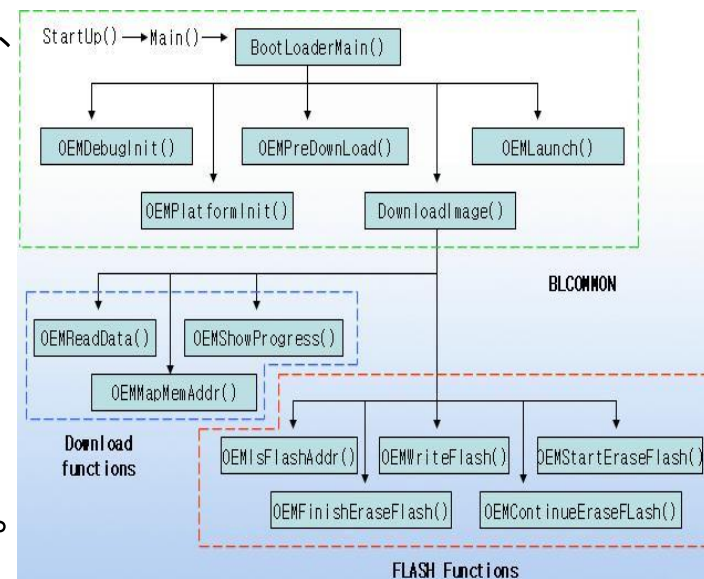 StartUp() → Main() → BootLoaderMain()
OEMDebugInit() OEMPreDownLoad() OEMLaunch()
OEMPlatformInit() DownloadImage()
BLCOMMON
OEMReadData() OEMShowProgress()
OEMMapMemAddr()
Download
functions
OEMIsFlashAddr() OEMWriteFlash() OEMStartEraseFlash()
OEMFinishEraseFlash() OEMContinueEraseFLash()
FLASH Functions